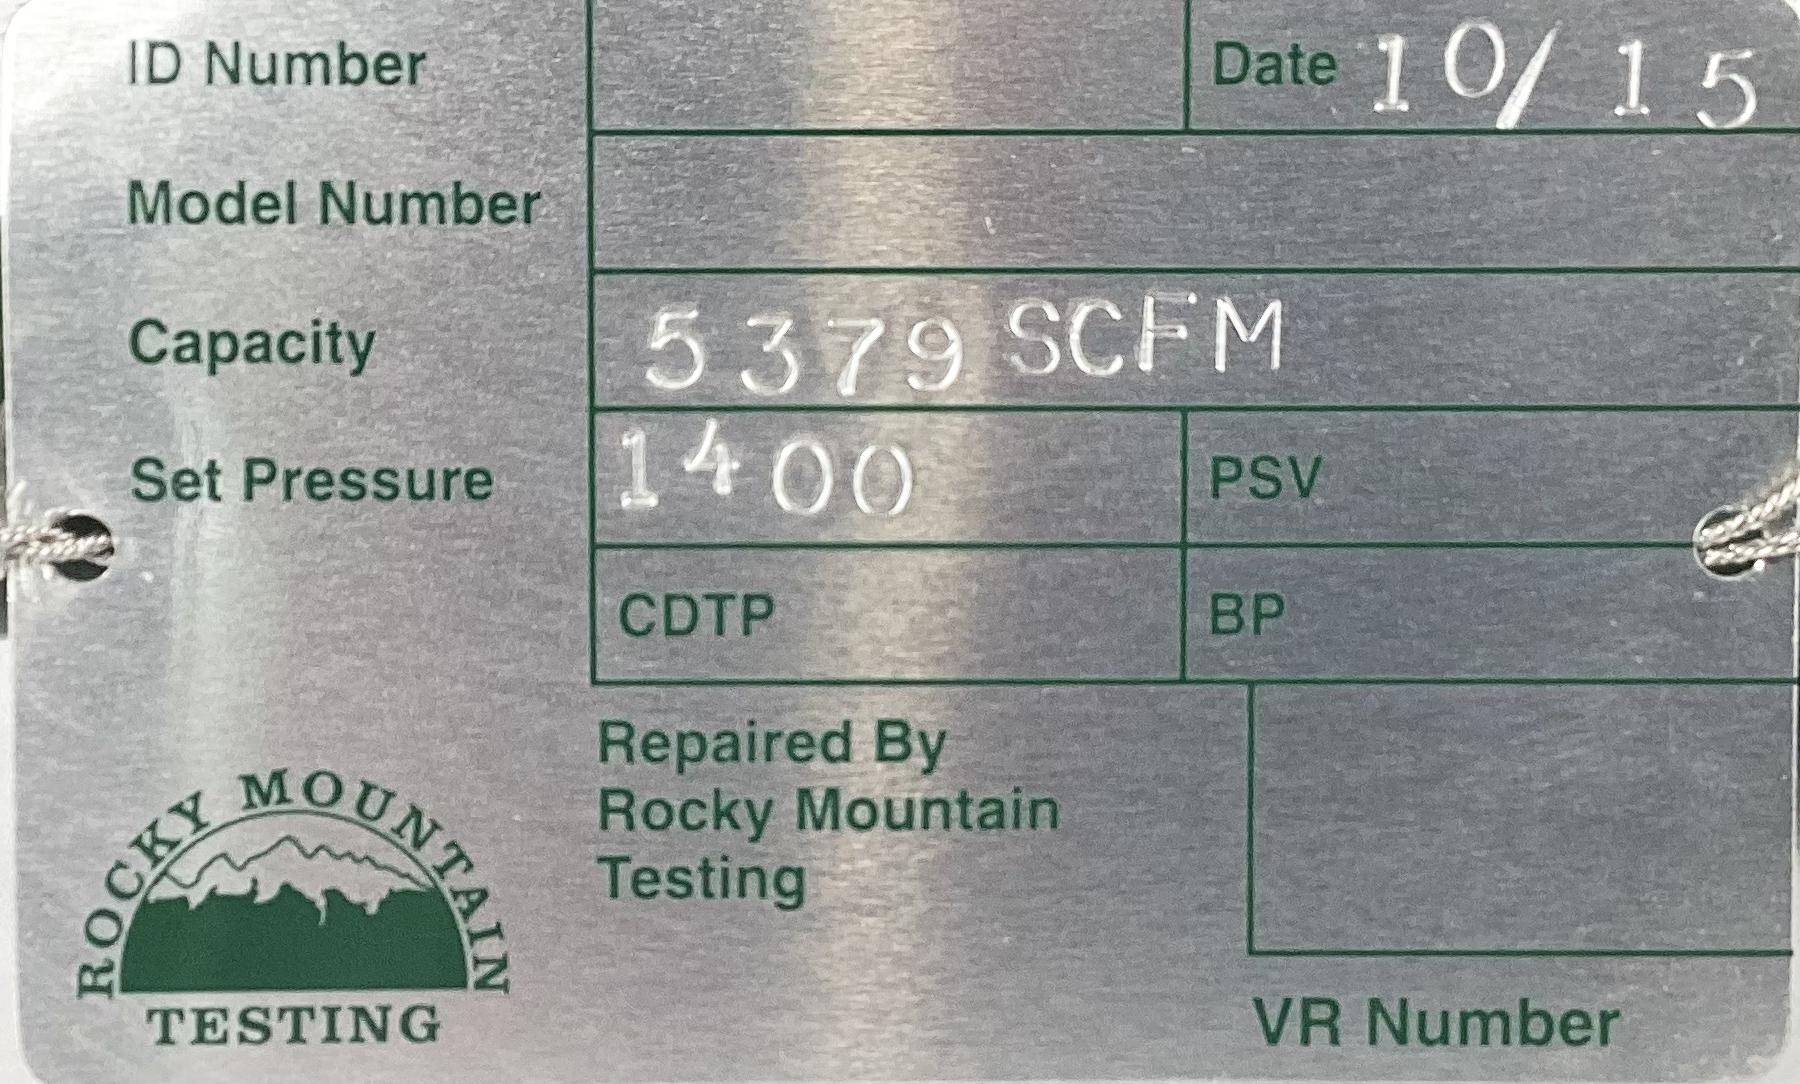 ID Number
Date 10/15
Model Number
Capacity 5379 SCFM
Set Pressure 1400 PSV
CDTP BP
Repaired By
Rocky Mountain
Testing
ROCKY MOUNTAIN
TESTING
VR Number